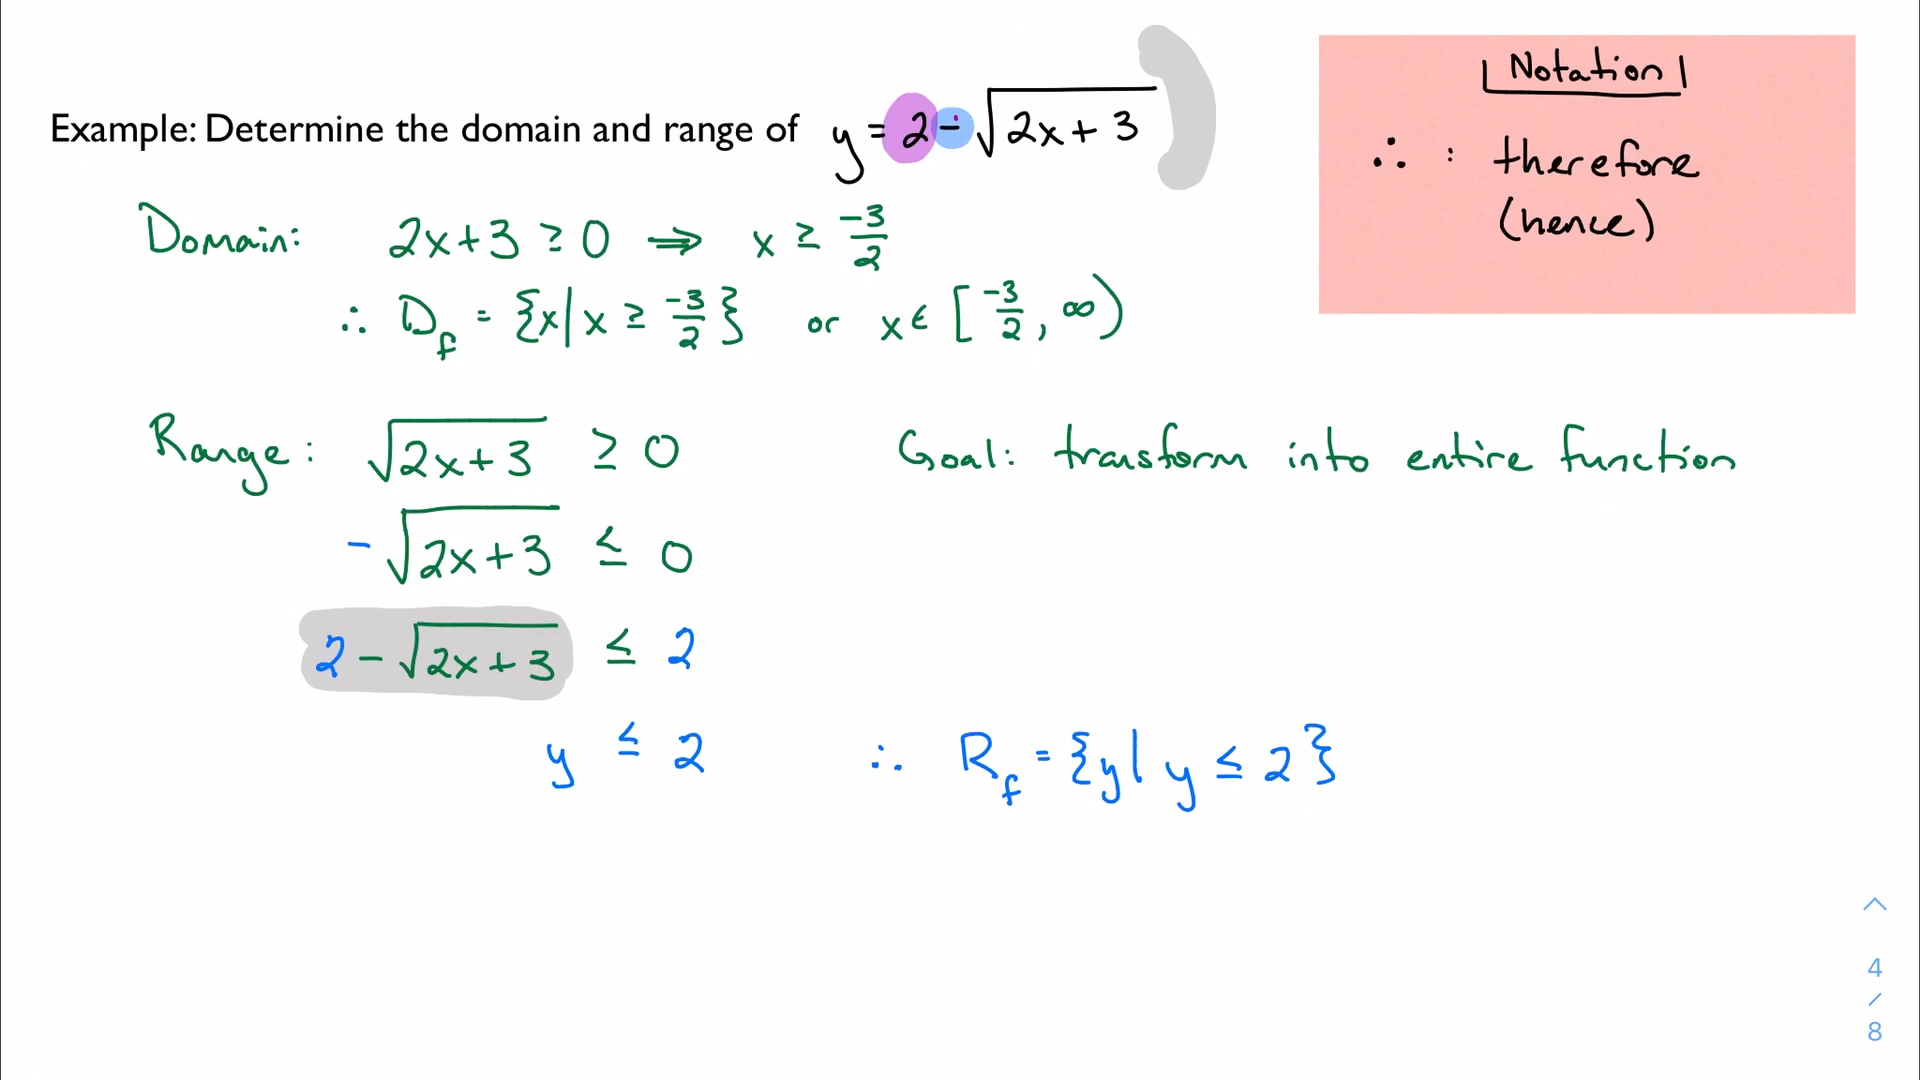 Example: Determine the domain and range of y = 2 - √(2x + 3)
Notation
∴ : therefore
(hence)
Domain: 2x+3 ≥ 0 ⇒ x ≥ -3/2
∴ D_f = {x | x ≥ -3/2} or x ∈ [-3/2, ∞)
Range: √(2x+3) ≥ 0 Goal: transform into entire function
-√(2x+3) ≤ 0
2 - √(2x+3) ≤ 2
y ≤ 2 ∴ R_f = {y | y ≤ 2}
4
/
8